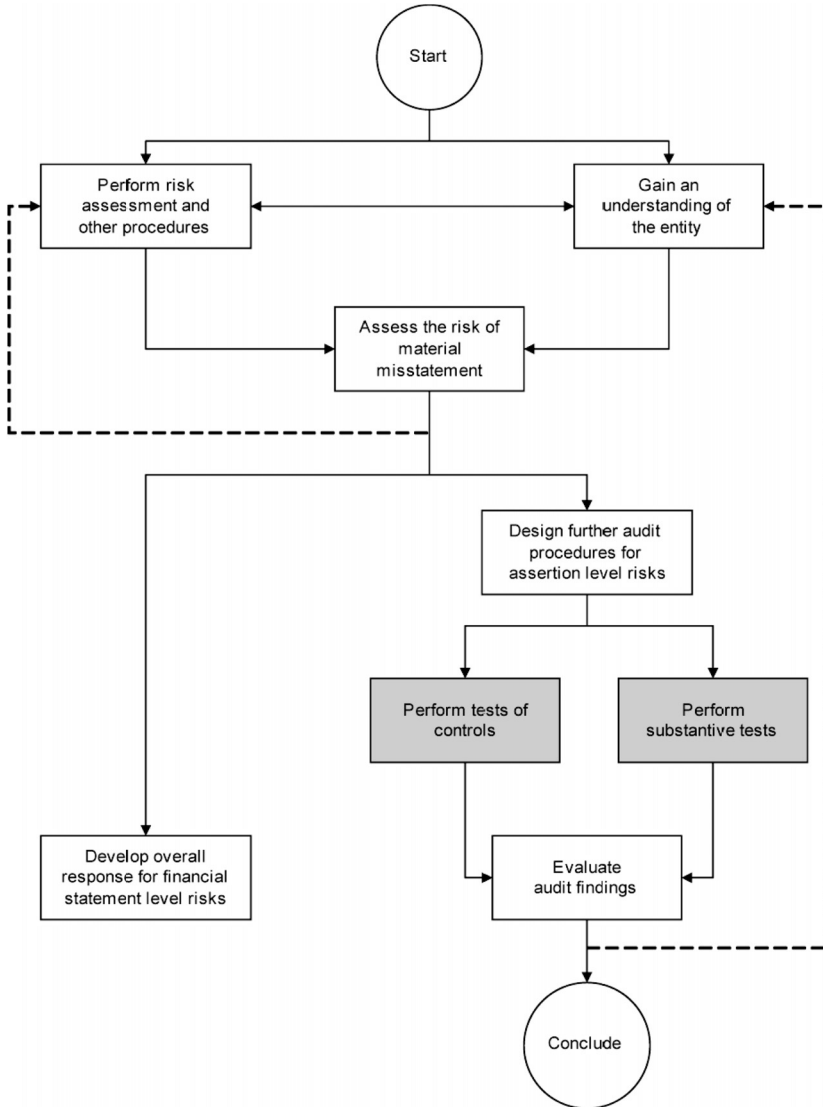 Start
Perform risk
assessment and
other procedures
Gain an
understanding of
the entity
Assess the risk of
material
misstatement
Design further audit
procedures for
assertion level risks
Perform tests of
controls
Perform
substantive tests
Develop overall
response for financial
statement level risks
Evaluate
audit findings
Conclude